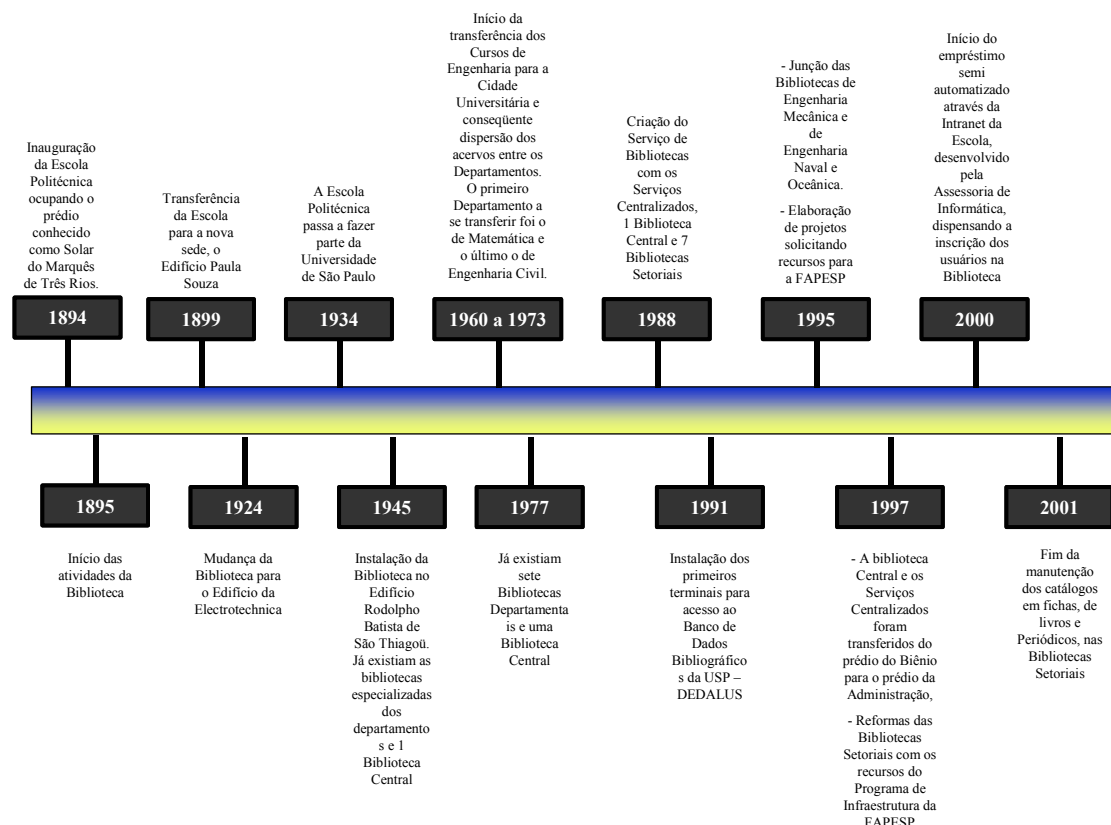 Inauguração
da Escola
Politécnica
ocupando o
prédio
conhecido
como Solar
do Marquês
de Três Rios.
1894
Transferência
da Escola
para a nova
sede, o
Edifício Paula
Souza
1899
A Escola
Politécnica
passa a fazer
parte da
Universidade
de São Paulo
1934
Início da
transferência dos
Cursos de
Engenharia para a
Cidade
Universitária e
conseqüente
dispersão dos
acervos entre os
Departamentos.
O primeiro
Departamento a
se transferir foi o
de Matemática e
o último o de
Engenharia Civil.
1960 a 1973
Criação do
Serviço de
Bibliotecas
com os
Serviços
Centralizados,
1 Biblioteca
Central e 7
Bibliotecas
Setoriais
1988
- Junção das
Bibliotecas de
Engenharia
Mecânica e
de
Engenharia
Naval e
Oceânica.
- Elaboração
de projetos
solicitando
recursos para
a FAPESP
1995
Início do
empréstimo
semi
automatizado
através da
Intranet da
Escola,
desenvolvido
pela
Assessoria de
Informática,
dispensando a
inscrição dos
usuários na
Biblioteca
2000
1895
Início das
atividades da
Biblioteca
1924
Mudança da
Biblioteca para
o Edifício da
Electrotechnica
1945
Instalação da
Biblioteca no
Edifício
Rodolpho
Batista de
São Thiagoü.
Já existiam as
bibliotecas
especializadas
dos
departamento
s e 1
Biblioteca
Central
1977
Já existiam
sete
Bibliotecas
Departamenta
is e uma
Biblioteca
Central
1991
Instalação dos
primeiros
terminais para
acesso ao
Banco de
Dados
Bibliográfico
s da USP –
DEDALUS
1997
- A biblioteca
Central e os
Serviços
Centralizados
foram
transferidos do
prédio do Biênio
para o prédio da
Administração,
- Reformas das
Bibliotecas
Setoriais com os
recursos do
Programa de
Infraestrutura da
FAPESP
2001
Fim da
manutenção
dos catálogos
em fichas, de
livros e
Periódicos, nas
Bibliotecas
Setoriais